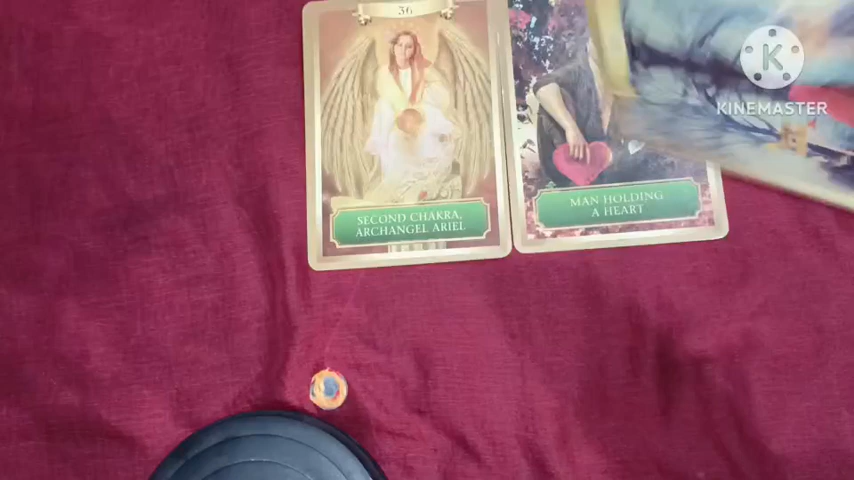 36
SECOND CHAKRA,
ARCHANGEL ARIEL
MAN HOLDING
A HEART
K
KINEMASTER